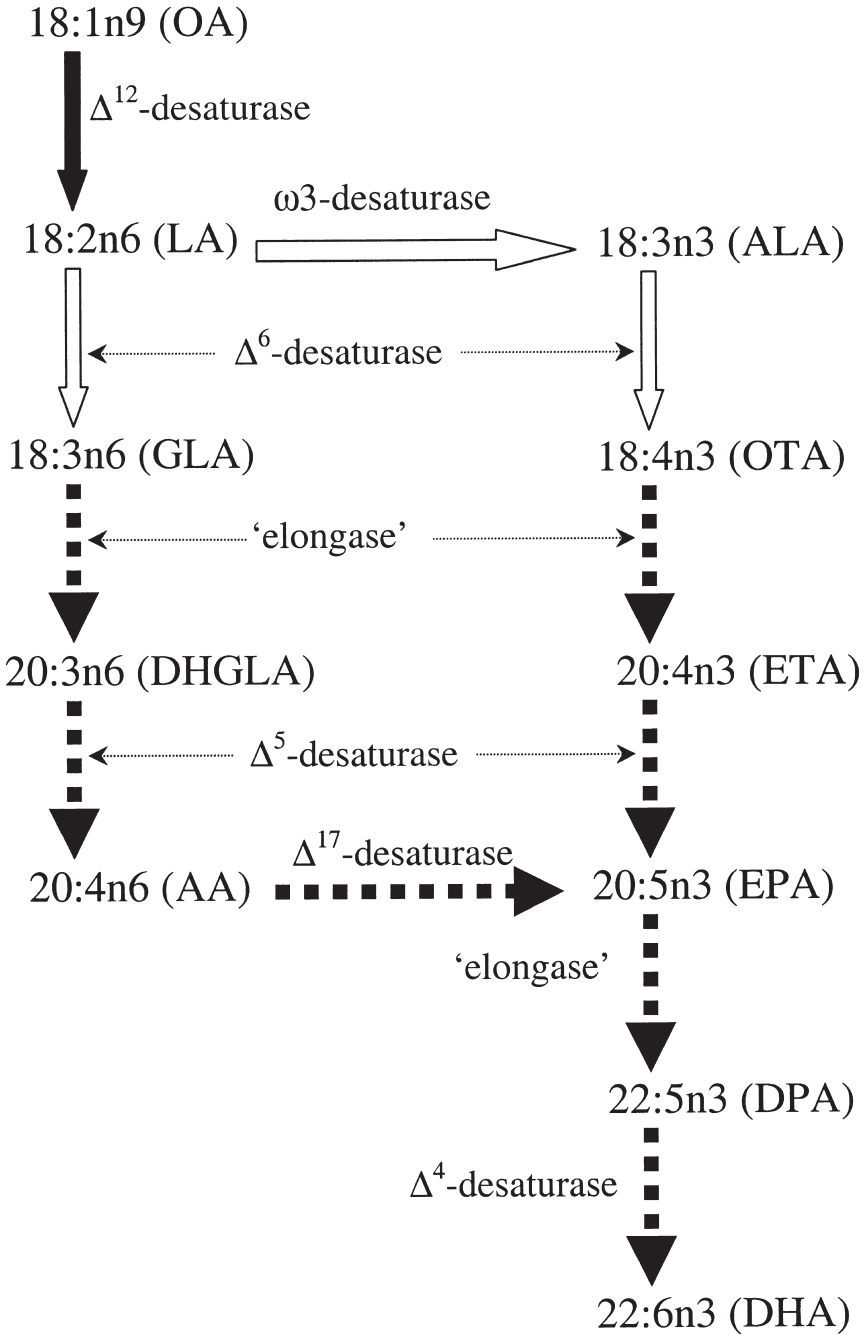 18:1n9 (OA)
Δ12-desaturase
ω3-desaturase
18:2n6 (LA)
18:3n3 (ALA)
Δ6-desaturase
18:3n6 (GLA)
18:4n3 (OTA)
‘elongase’
20:3n6 (DHGLA)
20:4n3 (ETA)
Δ5-desaturase
Δ17-desaturase
20:4n6 (AA)
20:5n3 (EPA)
‘elongase’
22:5n3 (DPA)
Δ4-desaturase
22:6n3 (DHA)